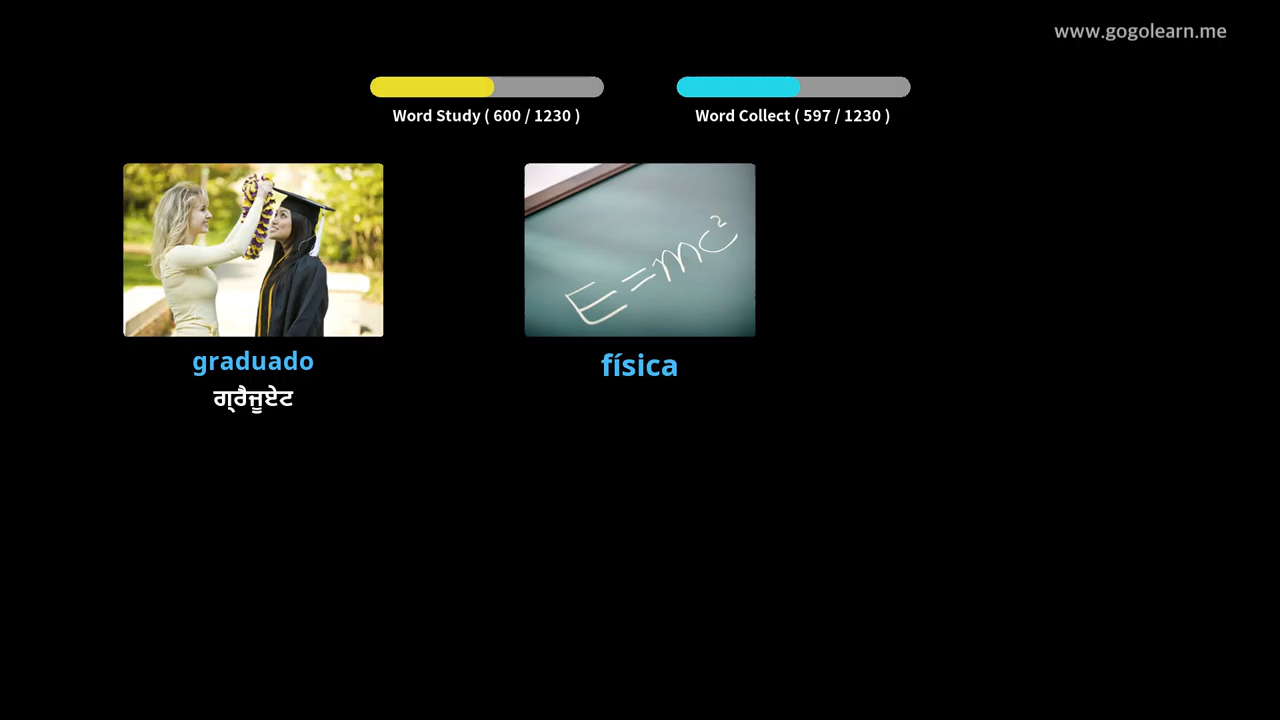 www.gogolearn.me
Word Study ( 600 / 1230 )
Word Collect ( 597 / 1230 )
E=mc²
graduado
física
ਗ੍ਰੈਜੂਏਟ